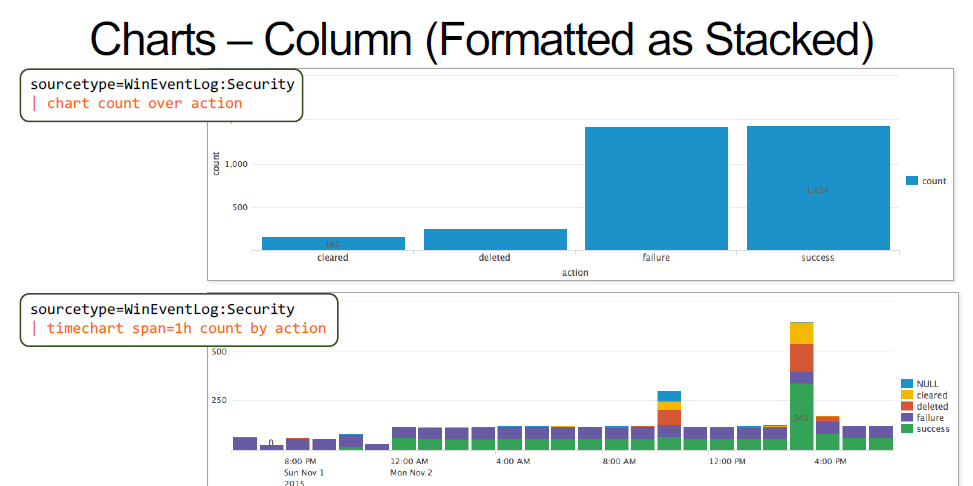 Charts – Column (Formatted as Stacked)
sourcetype=WinEventLog:Security
| chart count over action
count
1,000
500
162
1,434
cleared
deleted
failure
success
action
count
sourcetype=WinEventLog:Security
| timechart span=1h count by action
500
250
0
340
8:00 PM
Sun Nov 1
2015
12:00 AM
Mon Nov 2
4:00 AM
8:00 AM
12:00 PM
4:00 PM
NULL
cleared
deleted
failure
success